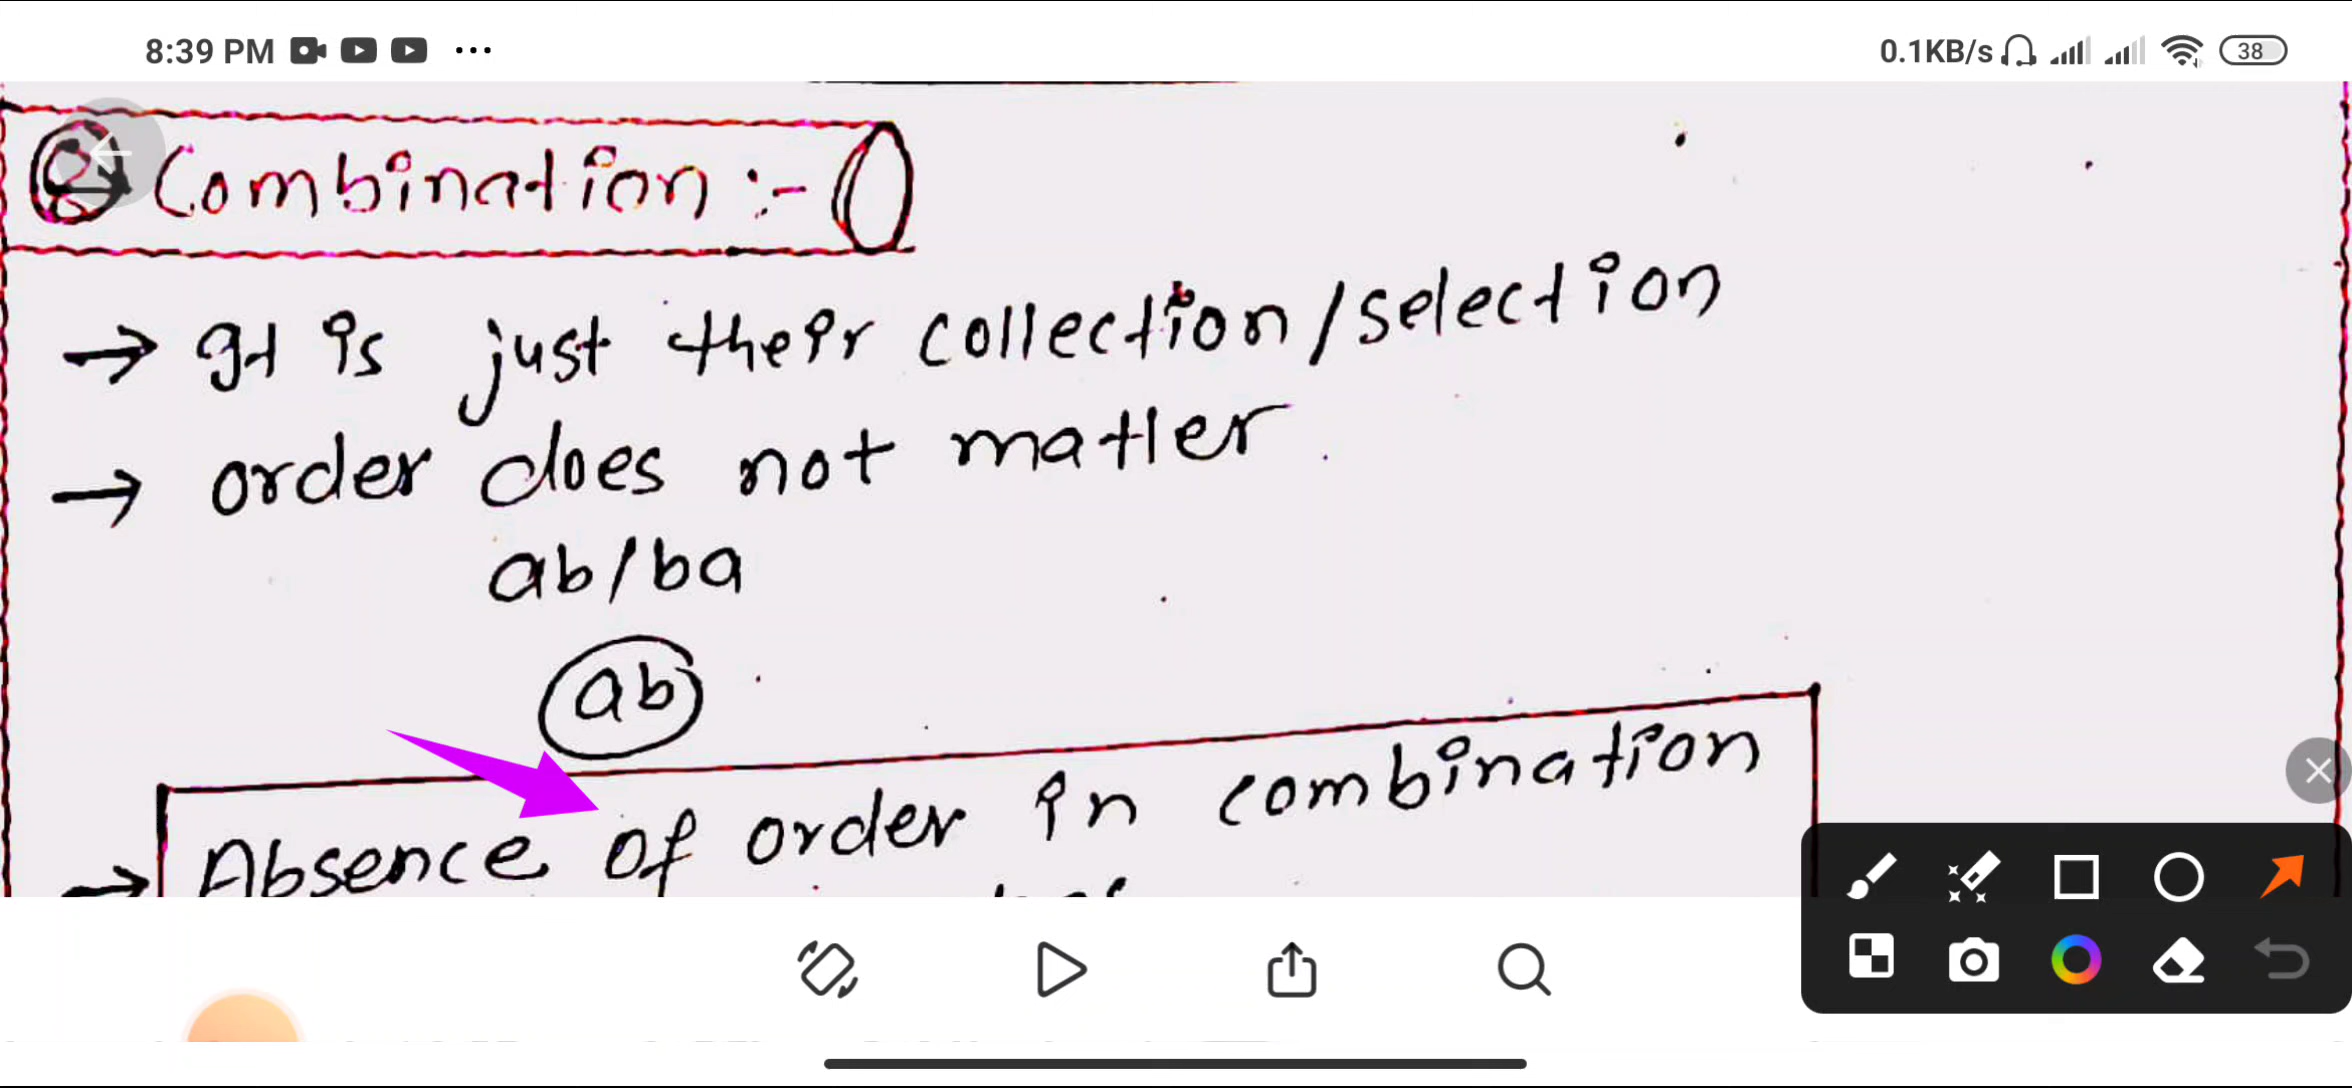 8:39 PM ...
0.1KB/s 38
Combination :-
→ It is just their collection/selection
→ order does not matter.
ab/ba
ab
→ Absence of order in combination